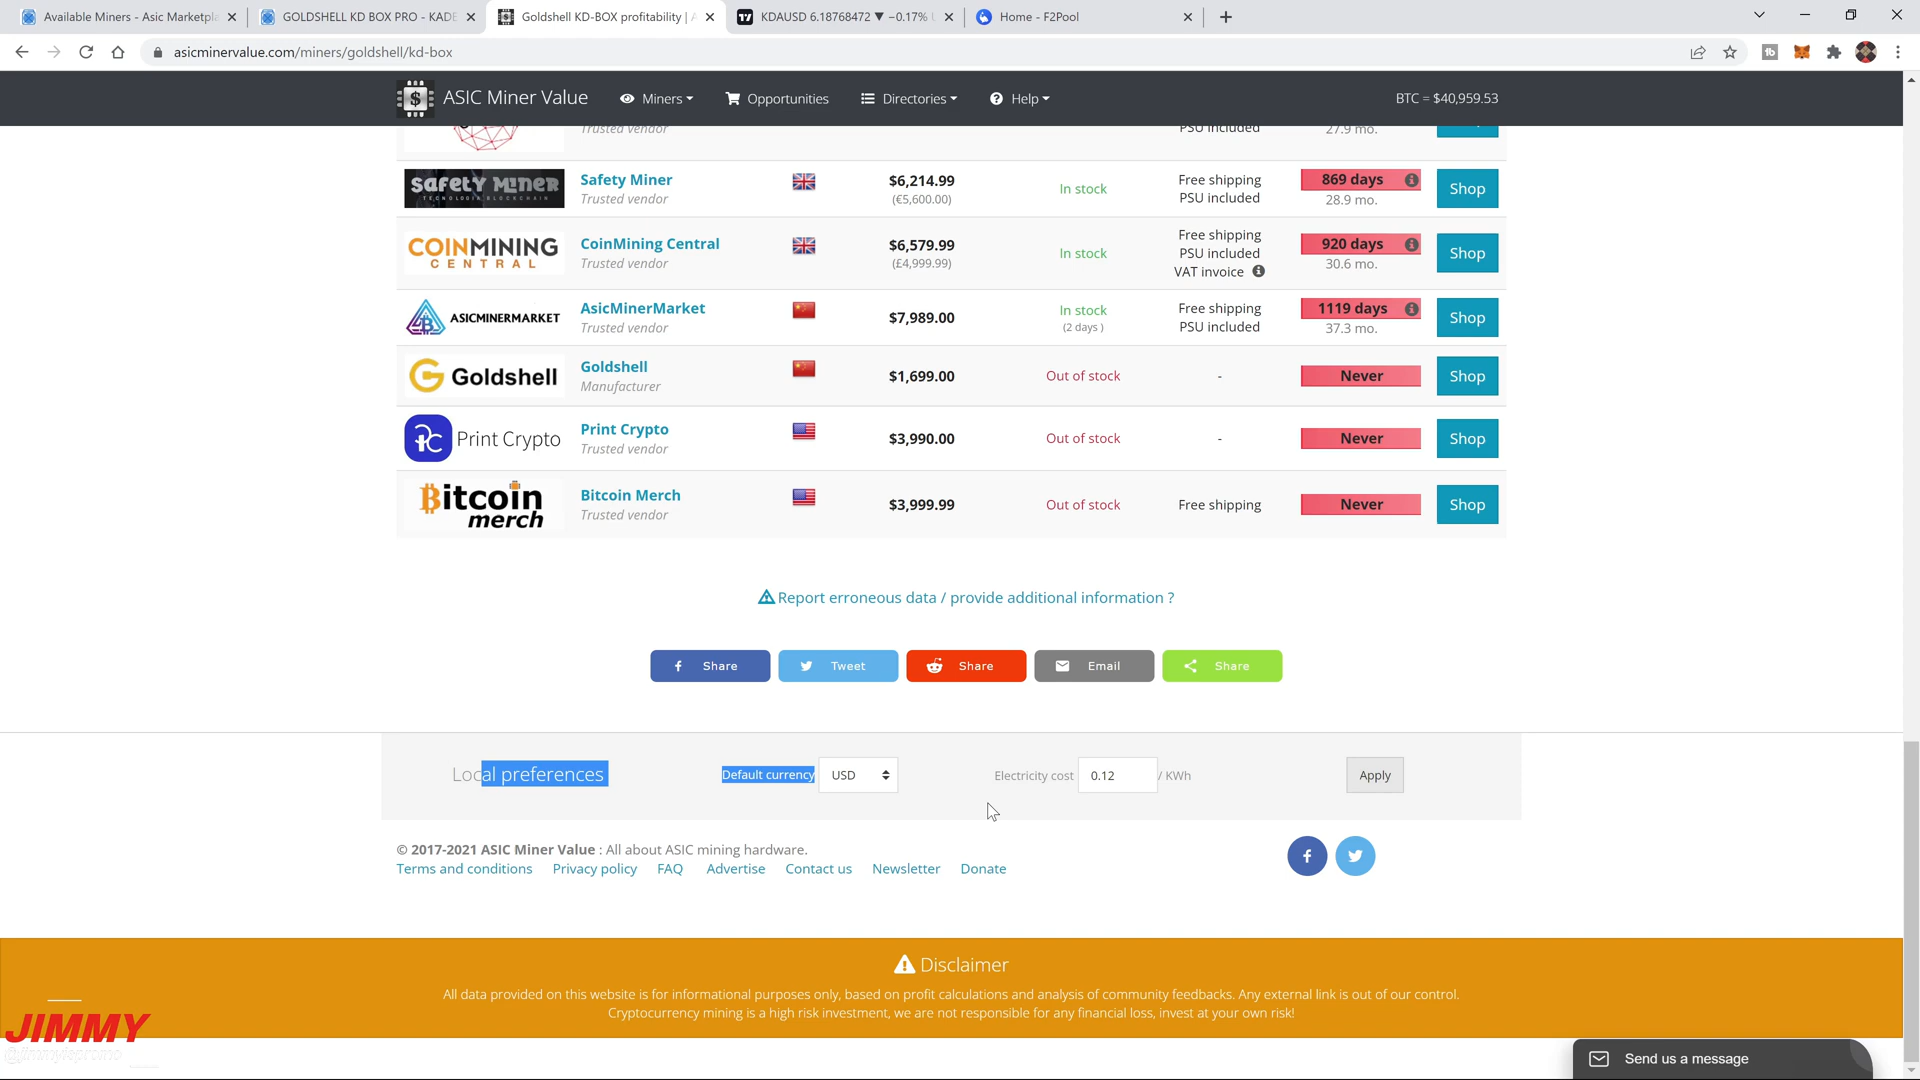 Available Miners - Asic Marketpla
GOLDSHELL KD BOX PRO - KADE
Goldshell KD-BOX profitability | A
KDAUSD 6.18768472 ▼ −0.17% U
Home - F2Pool
asicminervalue.com/miners/goldshell/kd-box
ASIC Miner Value
Miners
Opportunities
Directories
Help
BTC = $40,959.53
Trusted vendor
PSU included
27.9 mo.
SAFETY MINER
TECNOLOGIA BLOCKCHAIN
Safety Miner
Trusted vendor
$6,214.99
(€5,600.00)
In stock
Free shipping
PSU included
869 days
28.9 mo.
Shop
COINMINING
CENTRAL
CoinMining Central
Trusted vendor
$6,579.99
(£4,999.99)
In stock
Free shipping
PSU included
VAT invoice
920 days
30.6 mo.
Shop
ASICMINERMARKET
AsicMinerMarket
Trusted vendor
$7,989.00
In stock
(2 days )
Free shipping
PSU included
1119 days
37.3 mo.
Shop
Goldshell
Goldshell
Manufacturer
$1,699.00
Out of stock
-
Never
Shop
Print Crypto
Print Crypto
Trusted vendor
$3,990.00
Out of stock
-
Never
Shop
Bitcoin
merch
Bitcoin Merch
Trusted vendor
$3,999.99
Out of stock
Free shipping
Never
Shop
Report erroneous data / provide additional information ?
Share
Tweet
Share
Email
Share
Local preferences
Default currency
USD
Electricity cost
0.12
/ KWh
Apply
© 2017-2021 ASIC Miner Value : All about ASIC mining hardware.
Terms and conditions
Privacy policy
FAQ
Advertise
Contact us
Newsletter
Donate
Disclaimer
All data provided on this website is for informational purposes only, based on profit calculations and analysis of community feedbacks. Any external link is out of our control.
Cryptocurrency mining is a high risk investment, we are not responsible for any financial loss, invest at your own risk!
JIMMY
Send us a message